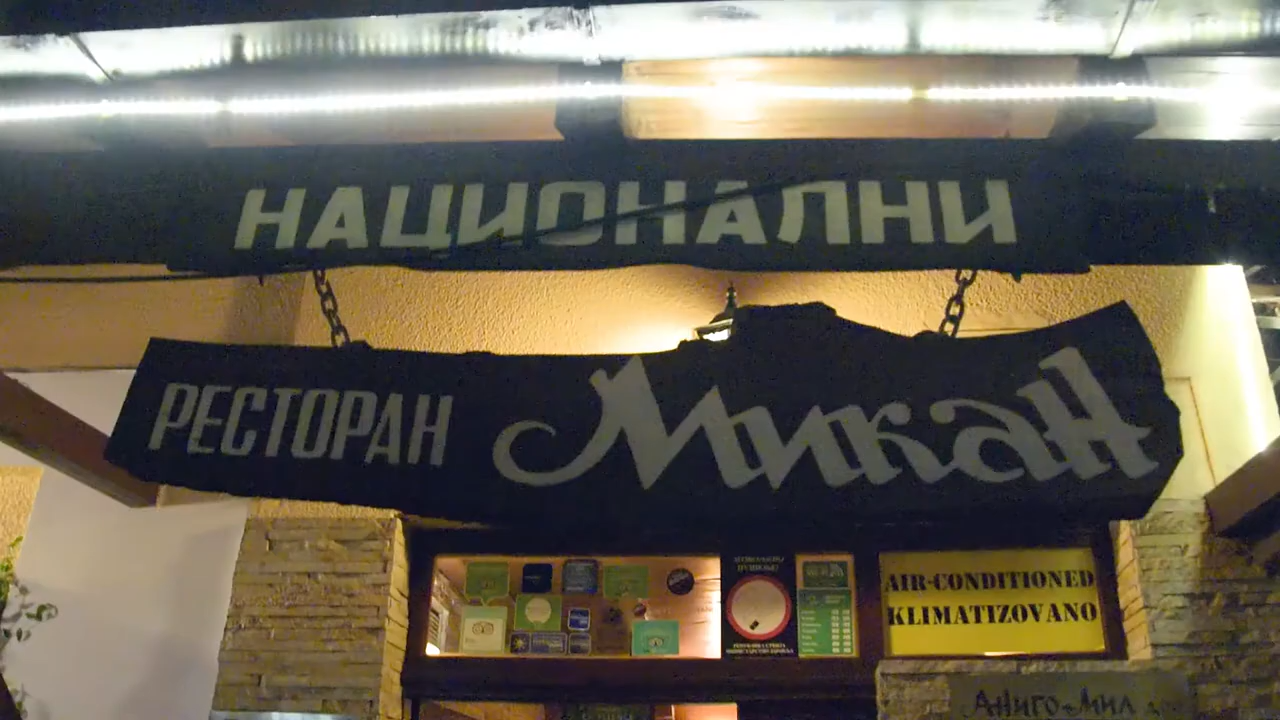 НАЦИОНАЛНИ
РЕСТОРАН Микан
AIR-CONDITIONED
KLIMATIZOVANO